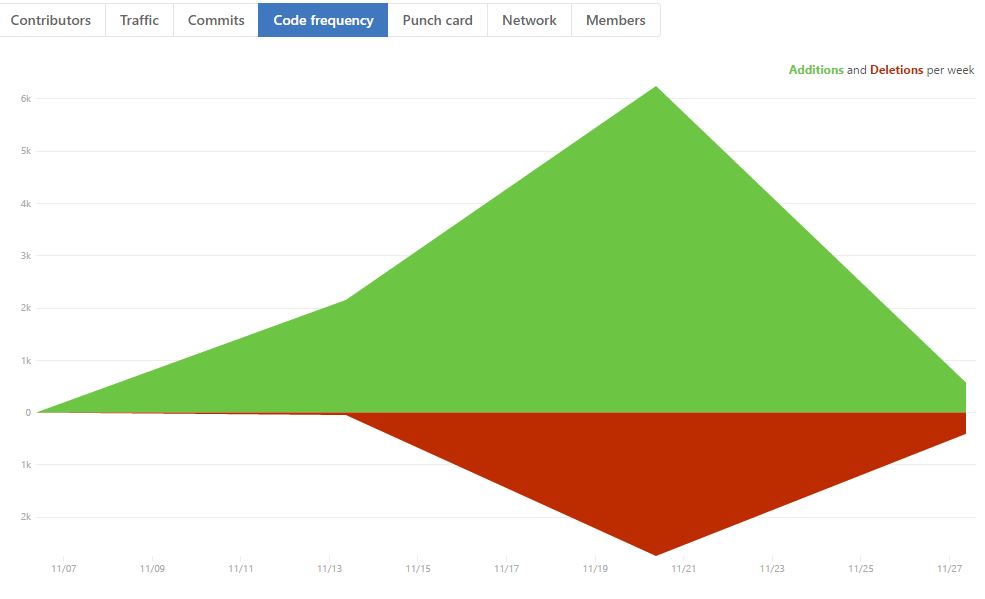 Contributors Traffic Commits Code frequency Punch card Network Members
Additions and Deletions per week
6k
5k
4k
3k
2k
1k
0
1k
2k
11/07 11/09 11/11 11/13 11/15 11/17 11/19 11/21 11/23 11/25 11/27